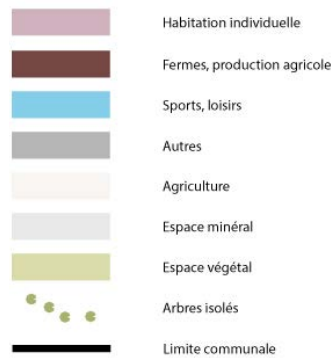 Habitation individuelle
Fermes, production agricole
Sports, loisirs
Autres
Agriculture
Espace minéral
Espace végétal
Arbres isolés
Limite communale